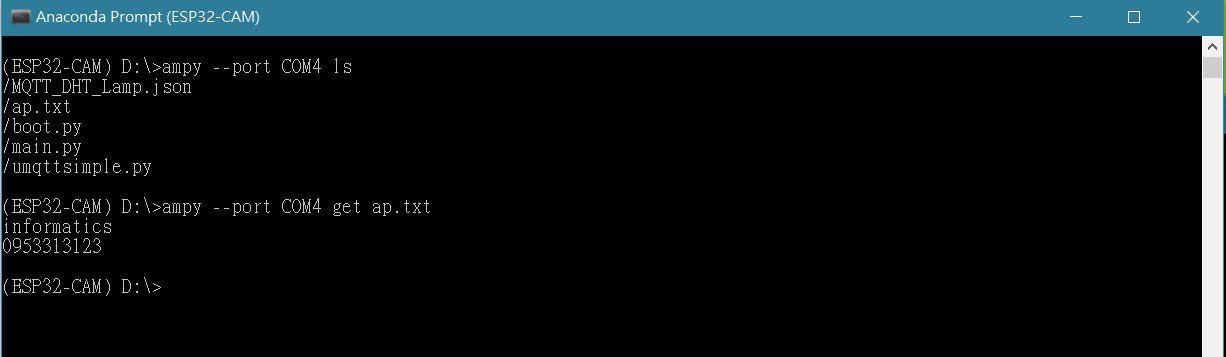 Anaconda Prompt (ESP32-CAM)
(ESP32-CAM) D:\>ampy --port COM4 ls
/MQTT_DHT_Lamp.json
/ap.txt
/boot.py
/main.py
/umqttsimple.py
(ESP32-CAM) D:\>ampy --port COM4 get ap.txt
informatics
0953313123
(ESP32-CAM) D:\>